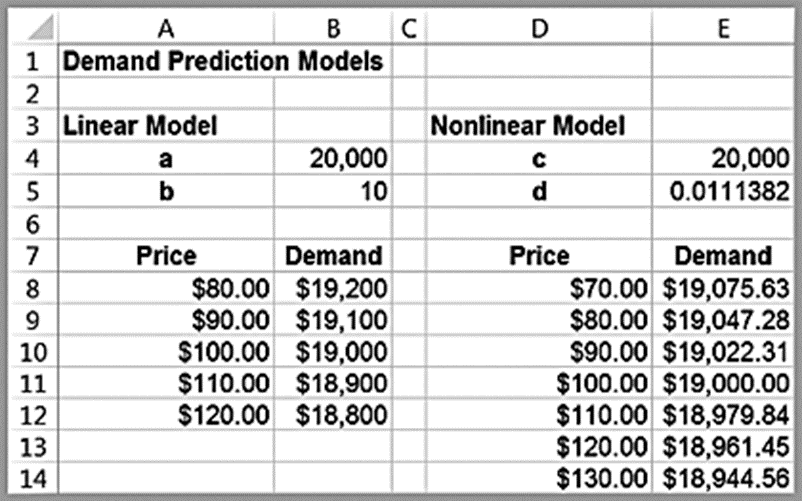 A B C D E
1 Demand Prediction Models
2
3 Linear Model Nonlinear Model
4 a 20,000 c 20,000
5 b 10 d 0.0111382
6
7 Price Demand Price Demand
8 $80.00 $19,200 $70.00 $19,075.63
9 $90.00 $19,100 $80.00 $19,047.28
10 $100.00 $19,000 $90.00 $19,022.31
11 $110.00 $18,900 $100.00 $19,000.00
12 $120.00 $18,800 $110.00 $18,979.84
13 $120.00 $18,961.45
14 $130.00 $18,944.56